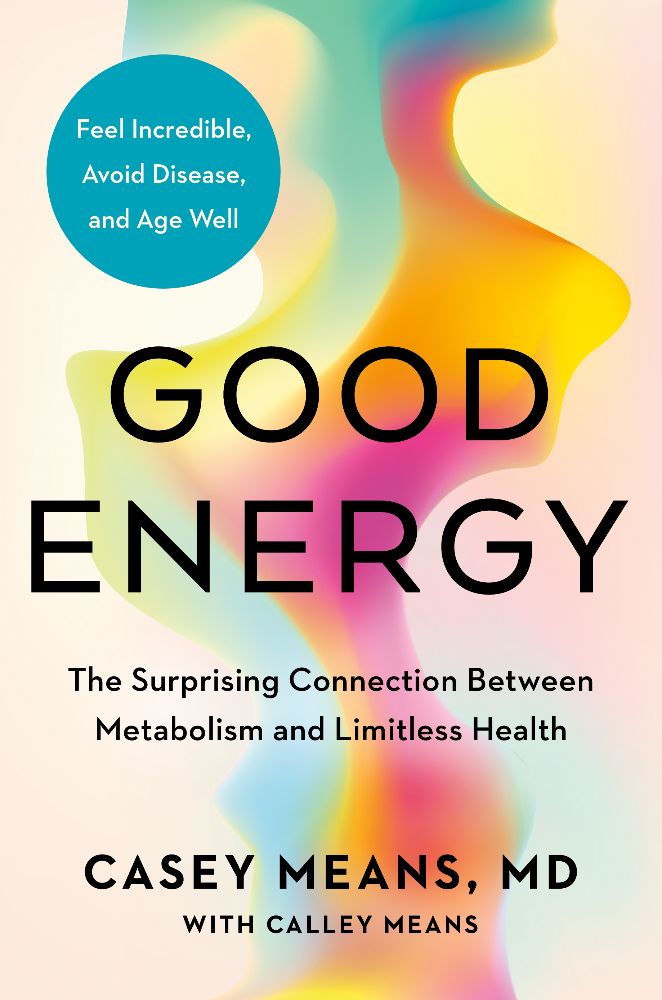 Feel Incredible,
Avoid Disease,
and Age Well
GOOD
ENERGY
The Surprising Connection Between
Metabolism and Limitless Health
CASEY MEANS, MD
WITH CALLEY MEANS